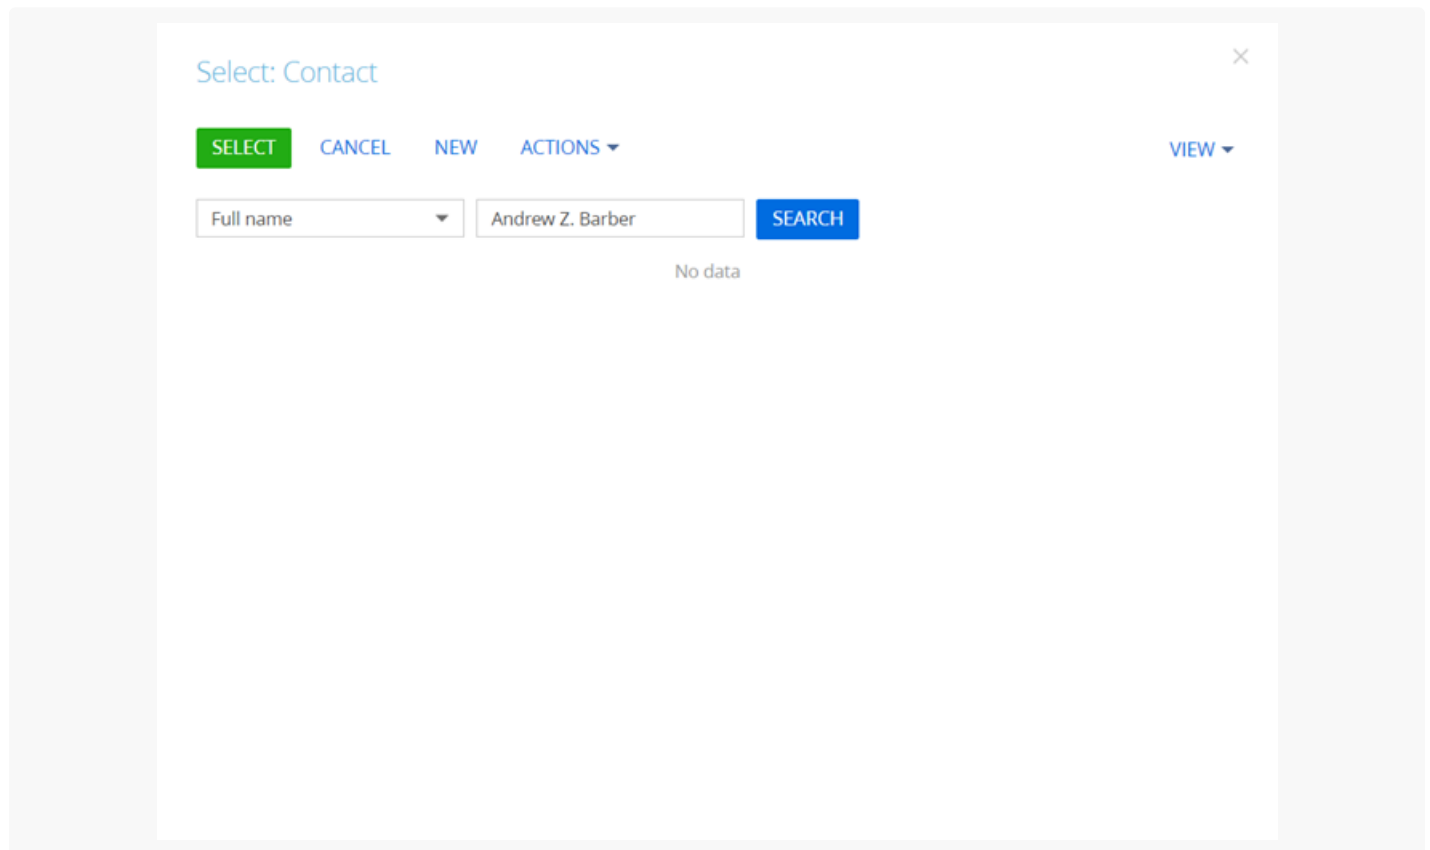 Select: Contact
SELECT CANCEL NEW ACTIONS VIEW
Full name Andrew Z. Barber SEARCH
No data